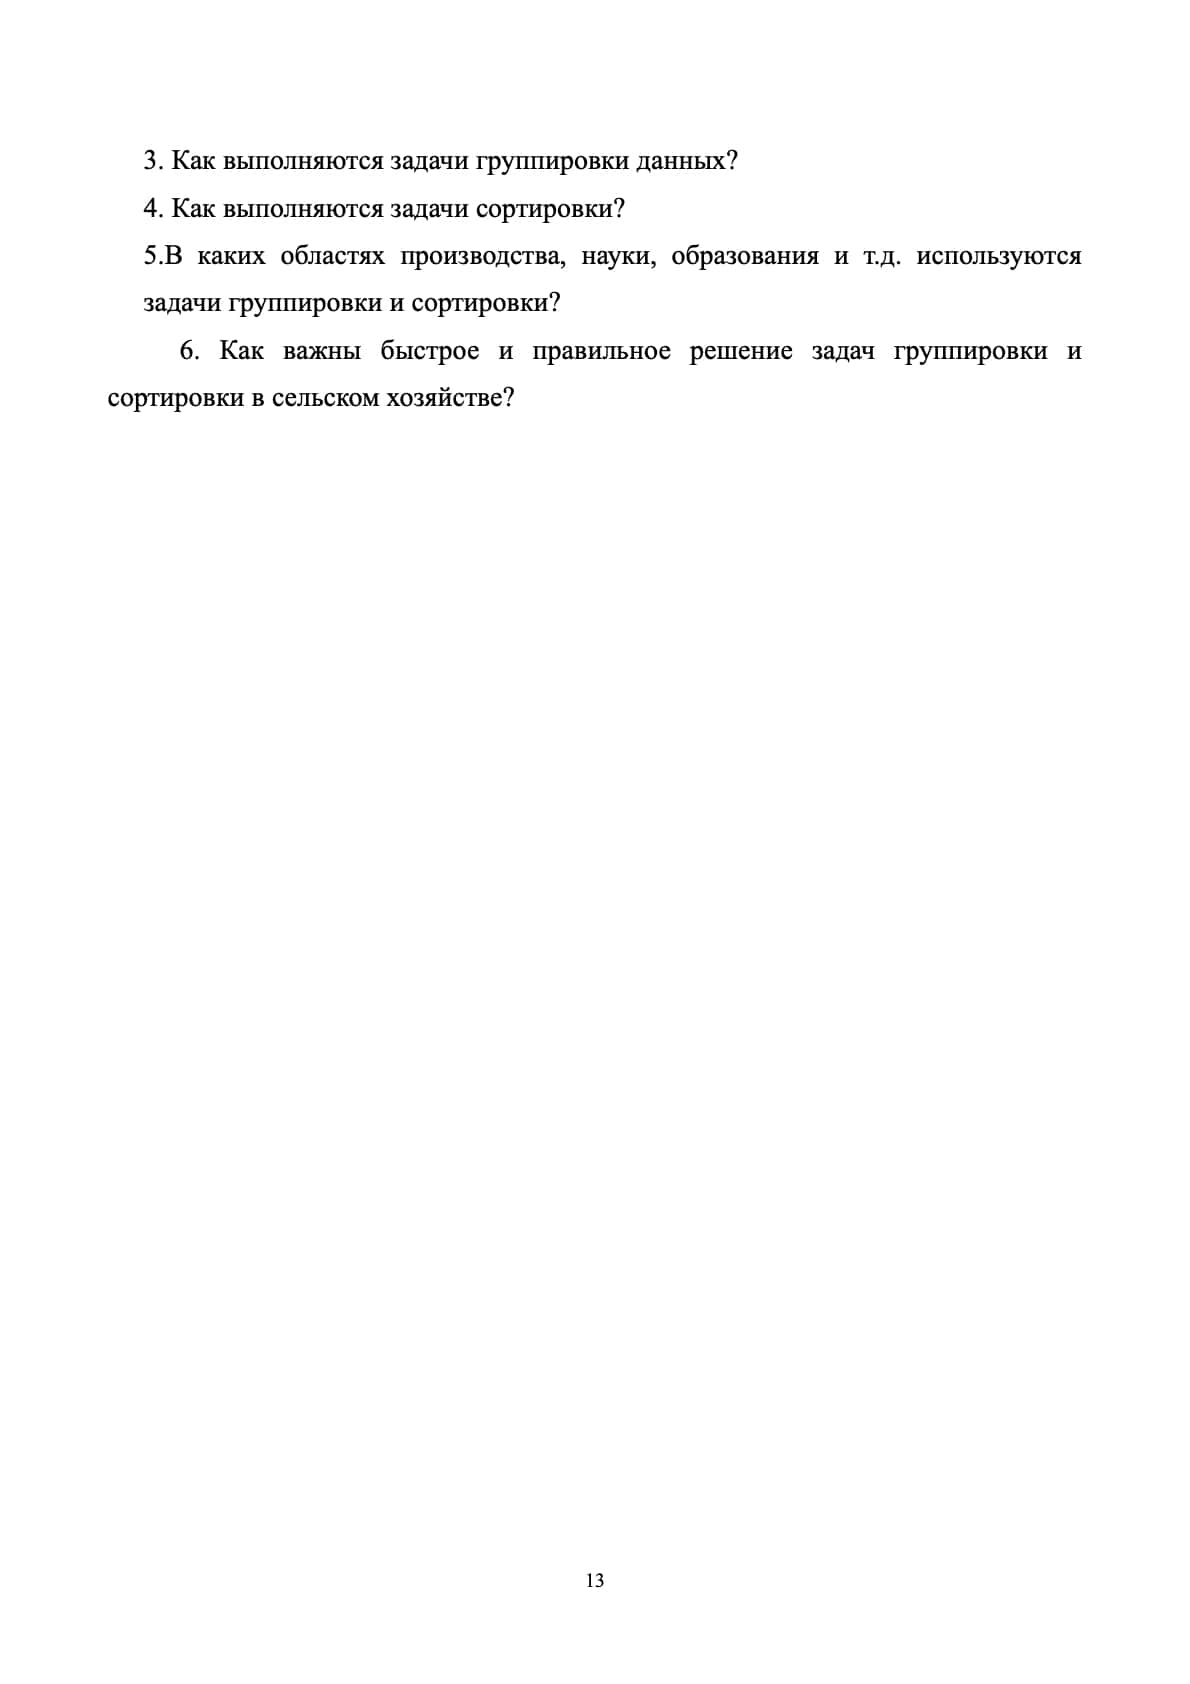 3. Как выполняются задачи группировки данных?
4. Как выполняются задачи сортировки?
5.В каких областях производства, науки, образования и т.д. используются
задачи группировки и сортировки?
6. Как важны быстрое и правильное решение задач группировки и
сортировки в сельском хозяйстве?
13